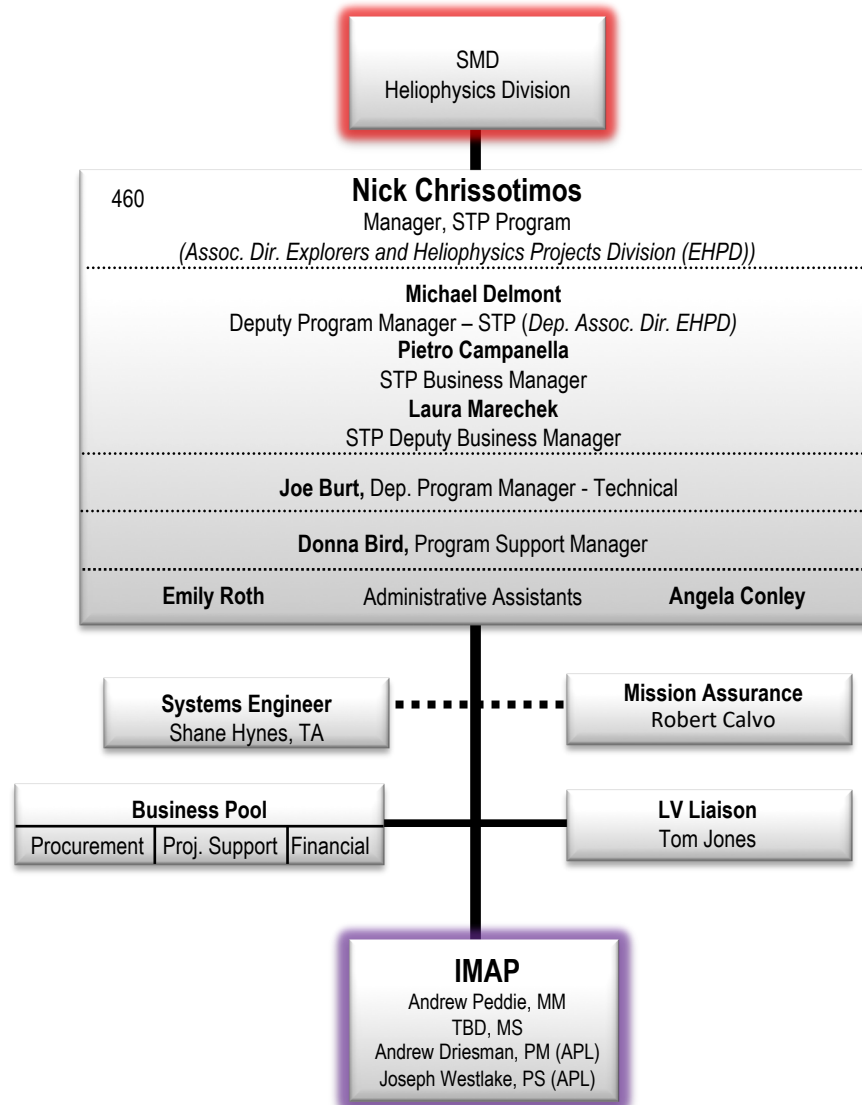 SMD
Heliophysics Division
460
Nick Chrissotimos
Manager, STP Program
(Assoc. Dir. Explorers and Heliophysics Projects Division (EHPD))
Michael Delmont
Deputy Program Manager – STP (Dep. Assoc. Dir. EHPD)
Pietro Campanella
STP Business Manager
Laura Marechek
STP Deputy Business Manager
Joe Burt, Dep. Program Manager - Technical
Donna Bird, Program Support Manager
Emily Roth Administrative Assistants Angela Conley
Systems Engineer
Shane Hynes, TA
Mission Assurance
Robert Calvo
Business Pool
Procurement Proj. Support Financial
LV Liaison
Tom Jones
IMAP
Andrew Peddie, MM
TBD, MS
Andrew Driesman, PM (APL)
Joseph Westlake, PS (APL)